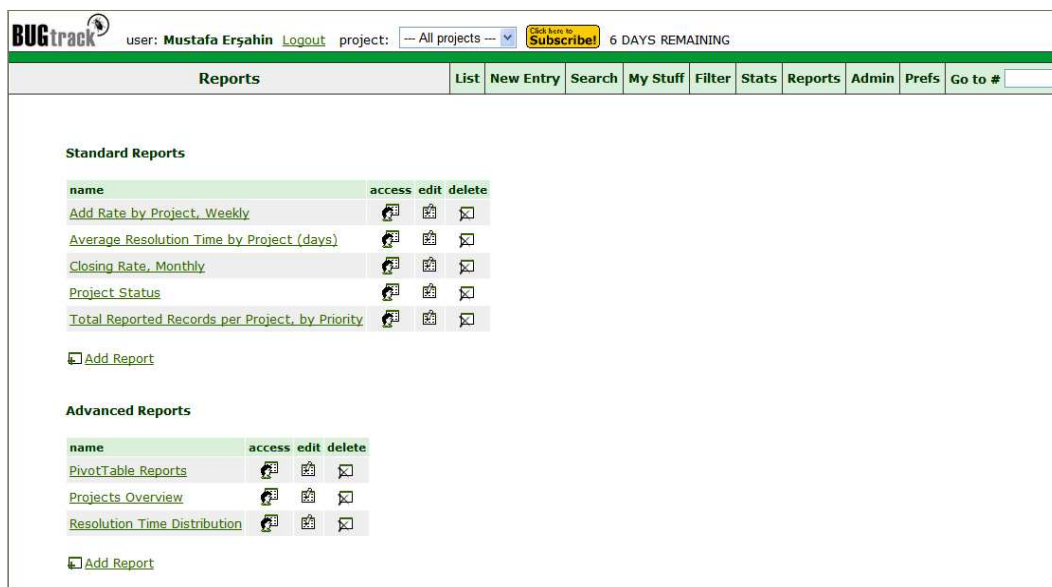 BUGtrack user: Mustafa Erşahin Logout project: --- All projects --- Click here to Subscribe! 6 DAYS REMAINING
Reports List New Entry Search My Stuff Filter Stats Reports Admin Prefs Go to #
Standard Reports
name access edit delete
Add Rate by Project, Weekly
Average Resolution Time by Project (days)
Closing Rate, Monthly
Project Status
Total Reported Records per Project, by Priority
Add Report
Advanced Reports
name access edit delete
PivotTable Reports
Projects Overview
Resolution Time Distribution
Add Report